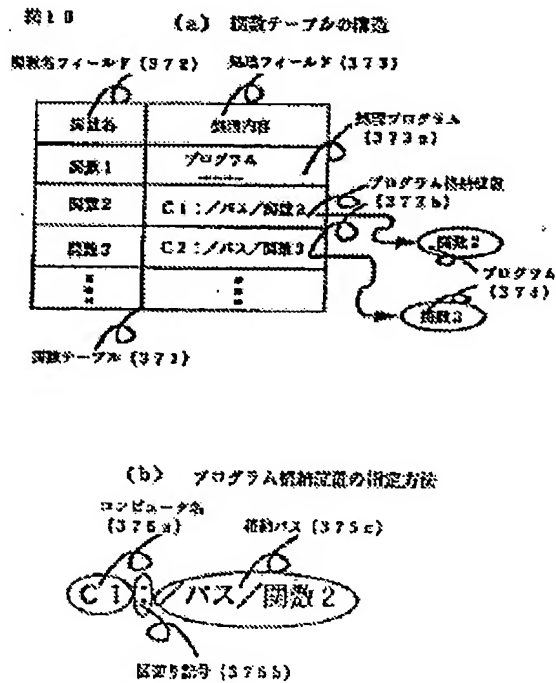 (a) 関数テーブルの構造
関数名フィールド (372)
処理フィールド (373)
関数名
処理内容
処理プログラム
(373a)
関数1
プログラム
プログラム格納位置
(373b)
関数2
C1:/パス/関数2
関数2
関数3
C2:/パス/関数3
プログラム
関数3
関数テーブル (371)
(b) プログラム格納位置の指定方法
コンピュータ名
(375a)
格納パス (375c)
C1:/パス/関数2
区切り記号 (375b)